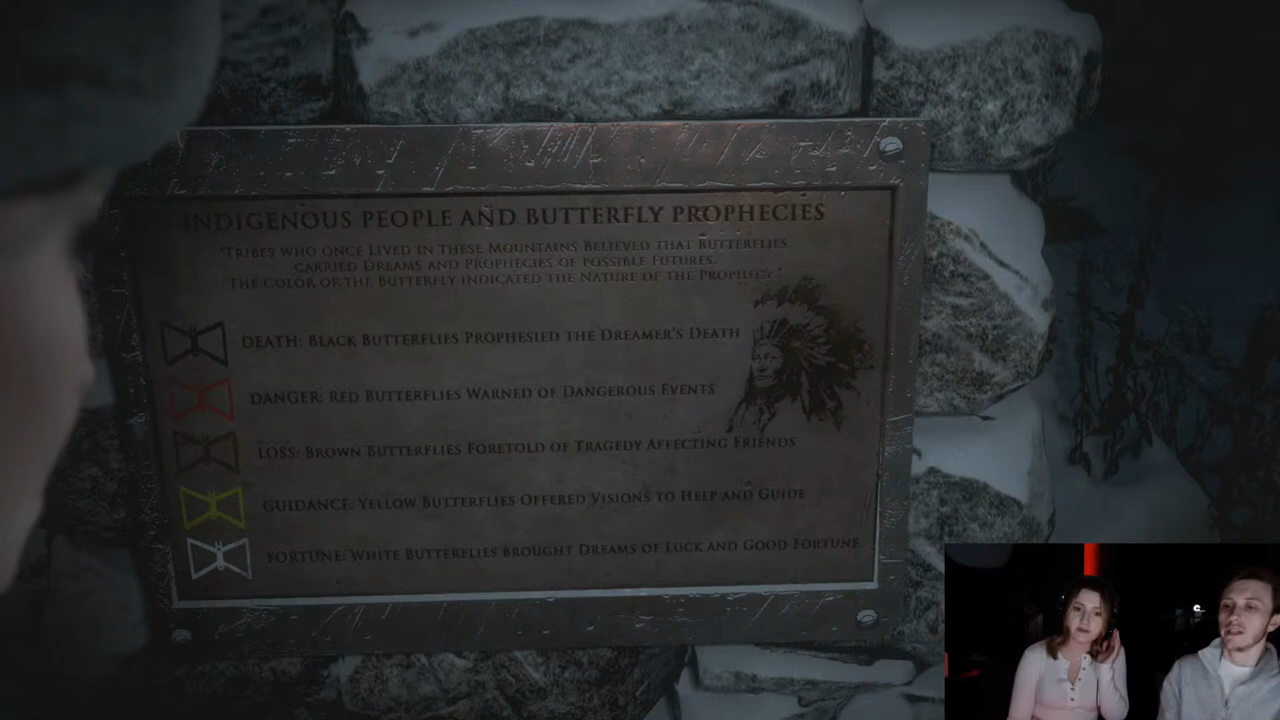 INDIGENOUS PEOPLE AND BUTTERFLY PROPHECIES
"TRIBES WHO ONCE LIVED IN THESE MOUNTAINS BELIEVED THAT BUTTERFLIES
CARRIED DREAMS AND PROPHECIES OF POSSIBLE FUTURES.
THE COLOR OF THE BUTTERFLY INDICATED THE NATURE OF THE PROPHECY."
DEATH: BLACK BUTTERFLIES PROPHESIED THE DREAMER'S DEATH
DANGER: RED BUTTERFLIES WARNED OF DANGEROUS EVENTS
LOSS: BROWN BUTTERFLIES FORETOLD OF TRAGEDY AFFECTING FRIENDS
GUIDANCE: YELLOW BUTTERFLIES OFFERED VISIONS TO HELP AND GUIDE
FORTUNE: WHITE BUTTERFLIES BROUGHT DREAMS OF LUCK AND GOOD FORTUNE